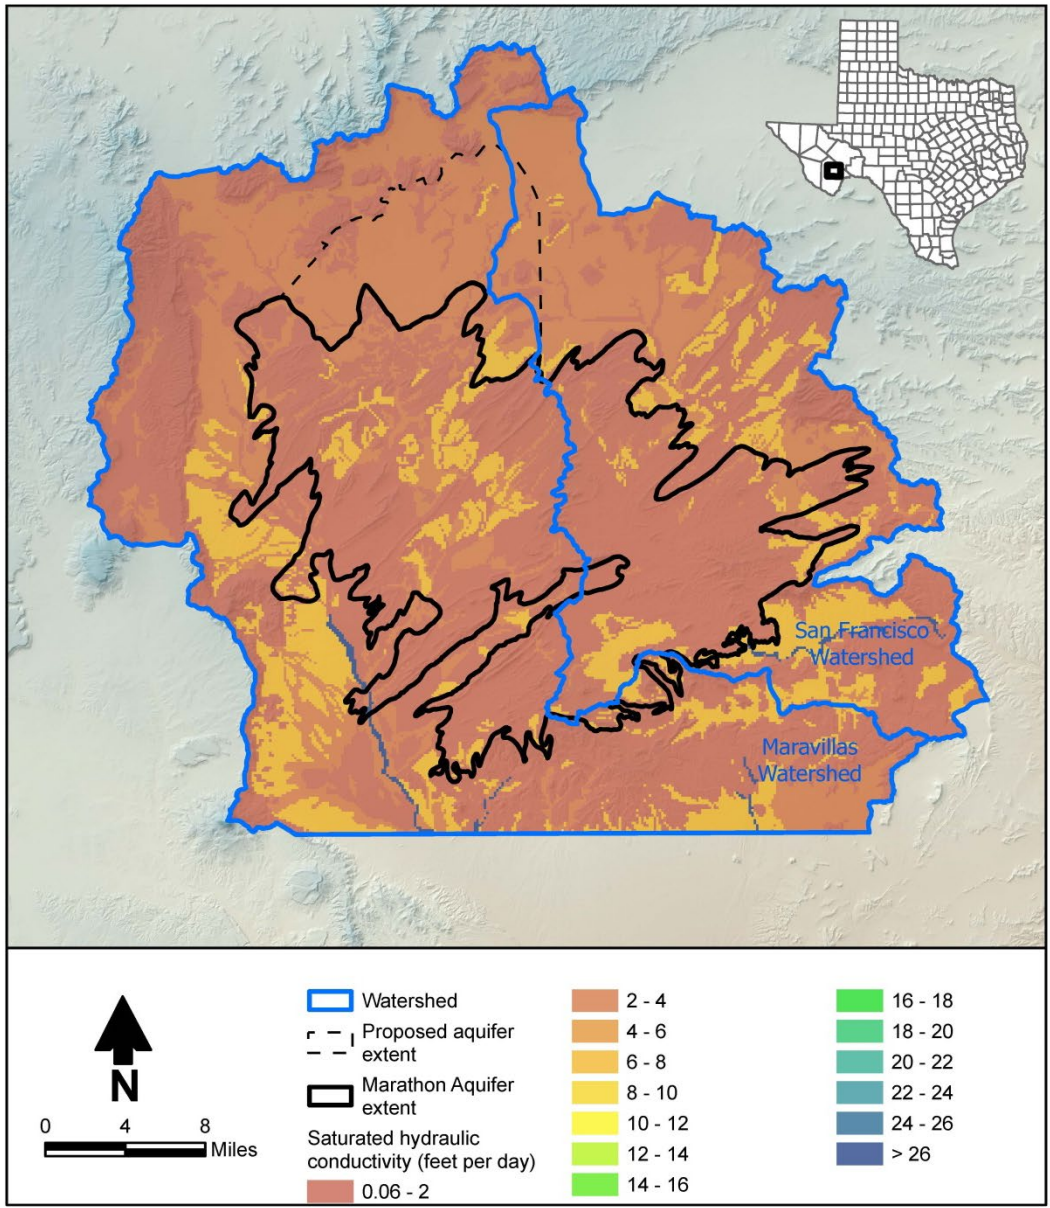 San Francisco
Watershed
Maravillas
Watershed
N
0 4 8
Miles
Watershed
Proposed aquifer
extent
Marathon Aquifer
extent
Saturated hydraulic
conductivity (feet per day)
0.06 - 2
2 - 4
4 - 6
6 - 8
8 - 10
10 - 12
12 - 14
14 - 16
16 - 18
18 - 20
20 - 22
22 - 24
24 - 26
> 26